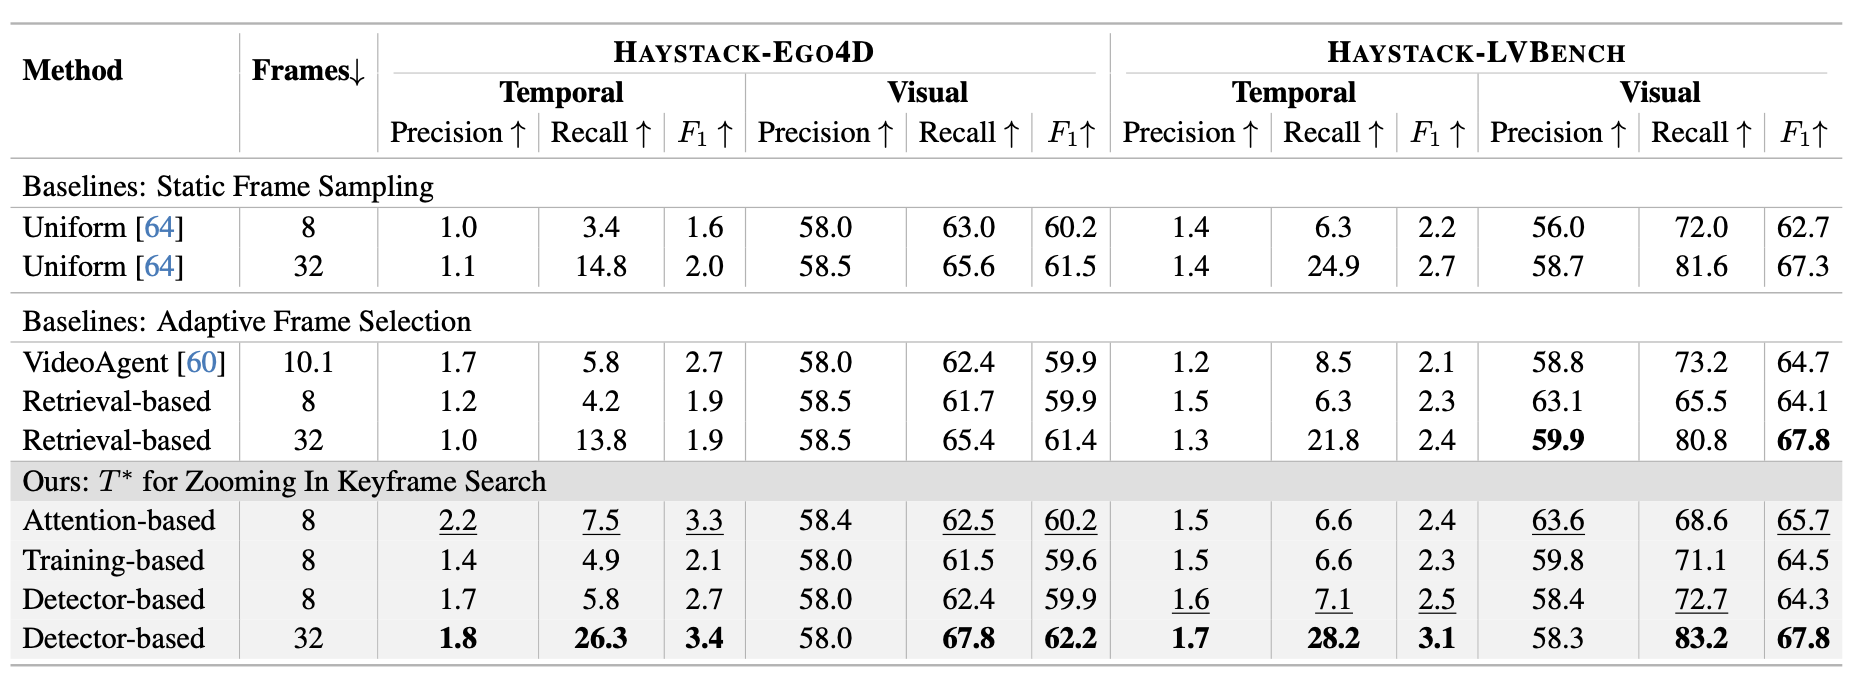 HAYSTACK-EGO4D HAYSTACK-LVBENCH
Method Frames↓
Temporal Visual Temporal Visual
Precision ↑ Recall ↑ F1 ↑ Precision ↑ Recall ↑ F1↑ Precision ↑ Recall ↑ F1 ↑ Precision ↑ Recall ↑ F1↑
Baselines: Static Frame Sampling
Uniform [64] 8 1.0 3.4 1.6 58.0 63.0 60.2 1.4 6.3 2.2 56.0 72.0 62.7
Uniform [64] 32 1.1 14.8 2.0 58.5 65.6 61.5 1.4 24.9 2.7 58.7 81.6 67.3
Baselines: Adaptive Frame Selection
VideoAgent [60] 10.1 1.7 5.8 2.7 58.0 62.4 59.9 1.2 8.5 2.1 58.8 73.2 64.7
Retrieval-based 8 1.2 4.2 1.9 58.5 61.7 59.9 1.5 6.3 2.3 63.1 65.5 64.1
Retrieval-based 32 1.0 13.8 1.9 58.5 65.4 61.4 1.3 21.8 2.4 59.9 80.8 67.8
Ours: T* for Zooming In Keyframe Search
Attention-based 8 2.2 7.5 3.3 58.4 62.5 60.2 1.5 6.6 2.4 63.6 68.6 65.7
Training-based 8 1.4 4.9 2.1 58.0 61.5 59.6 1.5 6.6 2.3 59.8 71.1 64.5
Detector-based 8 1.7 5.8 2.7 58.0 62.4 59.9 1.6 7.1 2.5 58.4 72.7 64.3
Detector-based 32 1.8 26.3 3.4 58.0 67.8 62.2 1.7 28.2 3.1 58.3 83.2 67.8